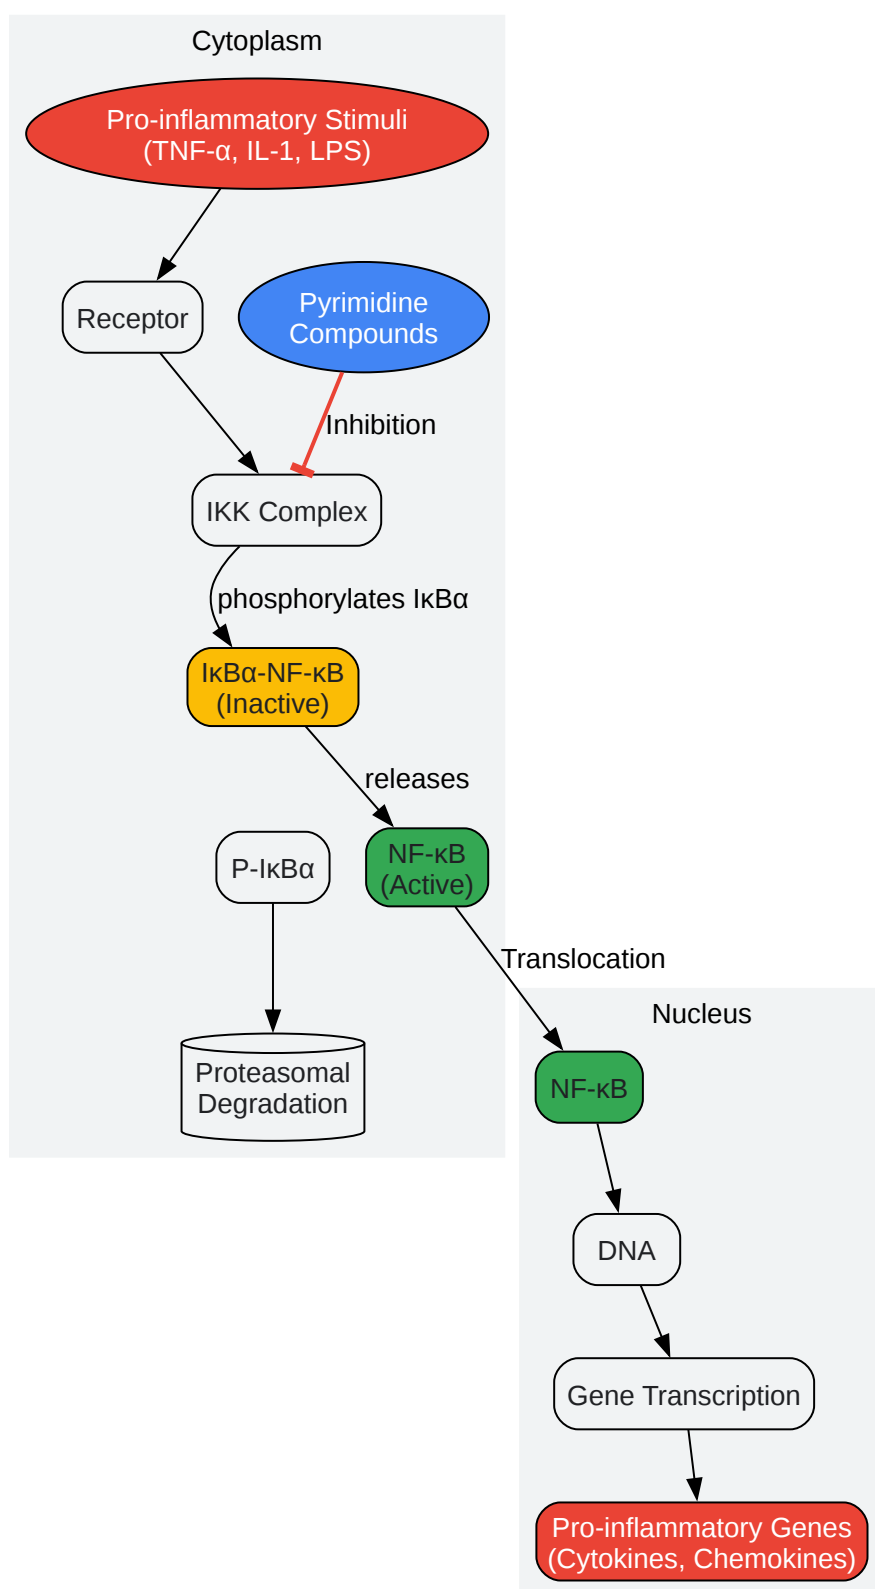 Cytoplasm
Pro-inflammatory Stimuli
(TNF-α, IL-1, LPS)
Receptor
Pyrimidine
Compounds
Inhibition
IKK Complex
phosphorylates IκBα
IκBα-NF-κB
(Inactive)
releases
P-IκBα
NF-κB
(Active)
Translocation
Proteasomal
Degradation
Nucleus
NF-κB
DNA
Gene Transcription
Pro-inflammatory Genes
(Cytokines, Chemokines)